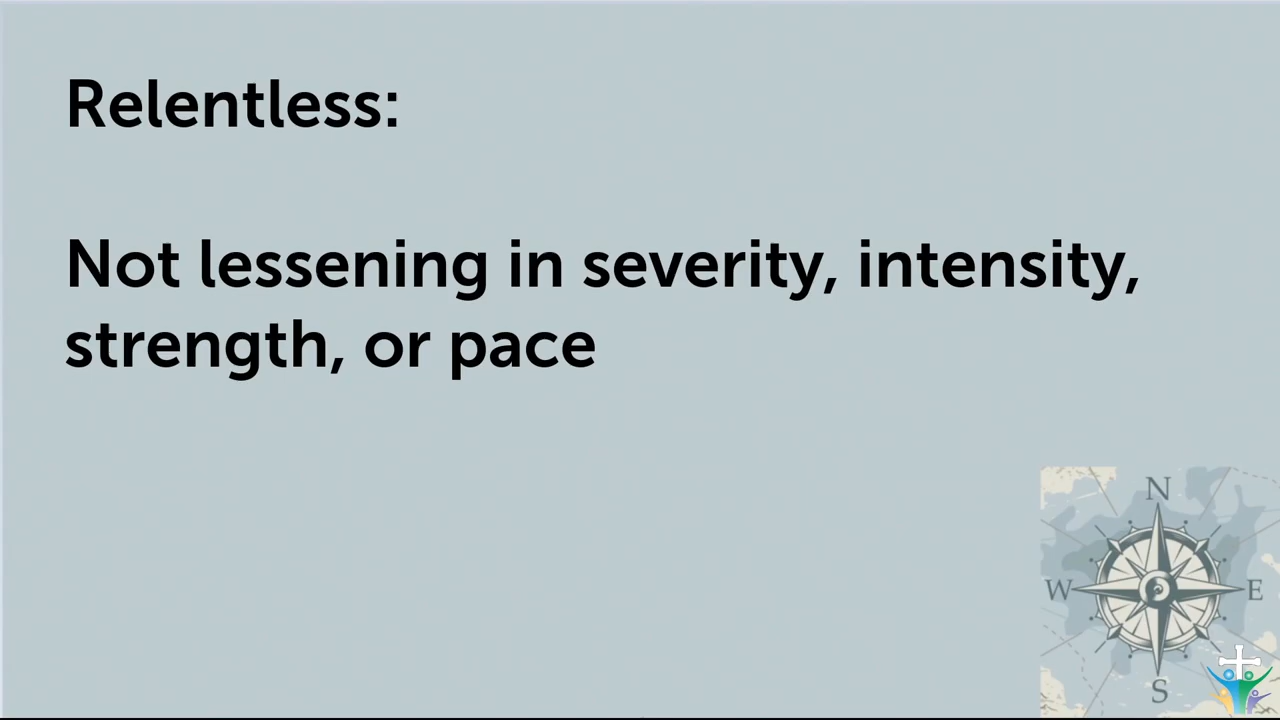 Relentless:
Not lessening in severity, intensity,
strength, or pace
N
W E
S